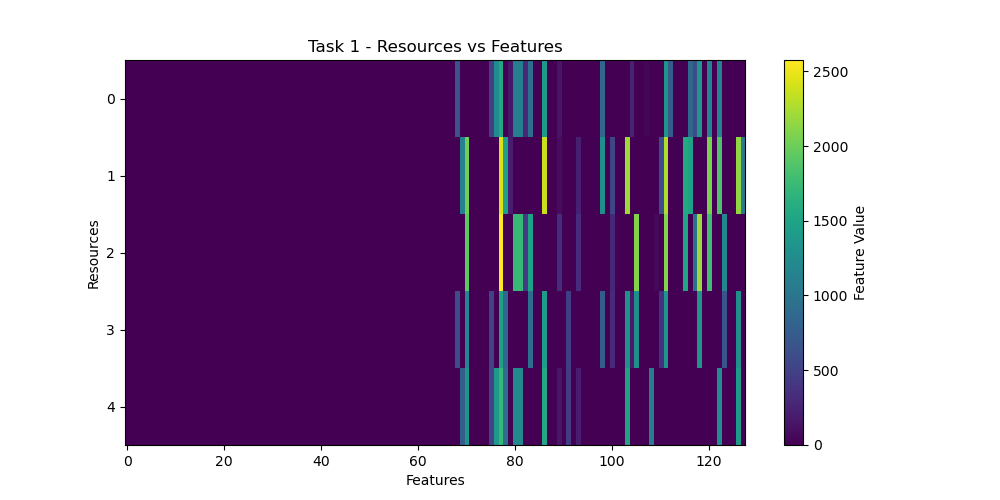 Task 1 - Resources vs Features
Resources
0
1
2
3
4
0 20 40 60 80 100 120
Features
2500
2000
1500
1000
500
0
Feature Value